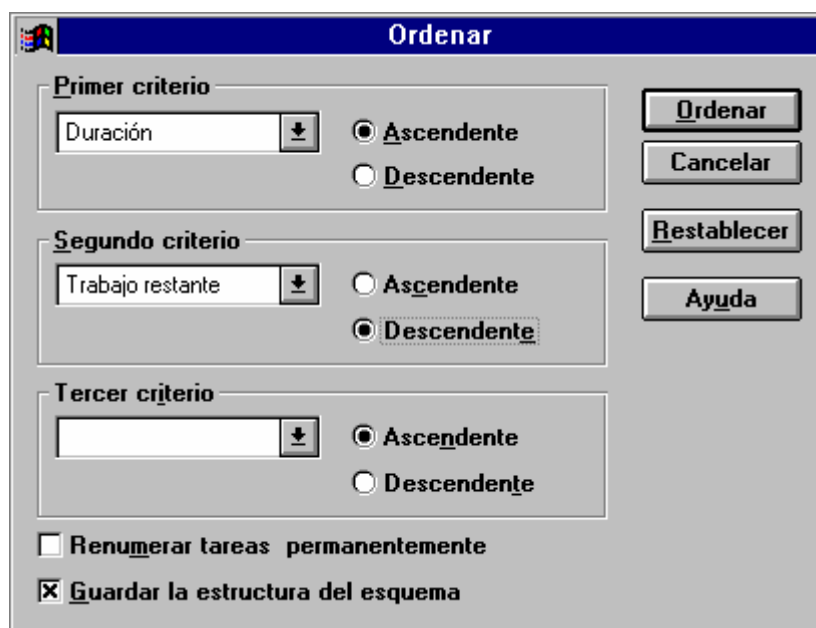 Ordenar
Primer criterio
Duración
Ascendente
Descendente
Ordenar
Cancelar
Segundo criterio
Trabajo restante
Ascendente
Descendente
Restablecer
Ayuda
Tercer criterio
Ascendente
Descendente
Renumerar tareas permanentemente
Guardar la estructura del esquema